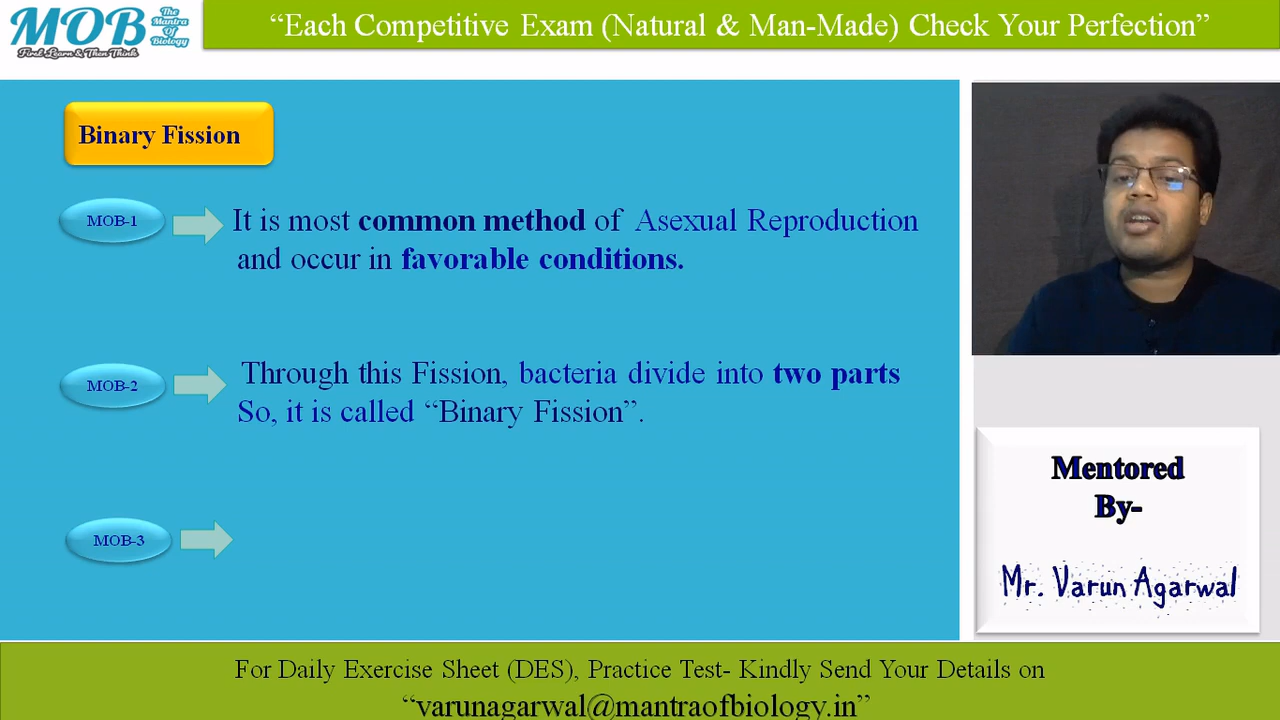 MOB
The
Mantra
Of
Biology
First Learn & Then Think
“Each Competitive Exam (Natural & Man-Made) Check Your Perfection”
Binary Fission
MOB-1
It is most common method of Asexual Reproduction
and occur in favorable conditions.
MOB-2
Through this Fission, bacteria divide into two parts
So, it is called “Binary Fission”.
MOB-3
Mentored
By-
Mr. Varun Agarwal
For Daily Exercise Sheet (DES), Practice Test- Kindly Send Your Details on
“varunagarwal@mantraofbiology.in”